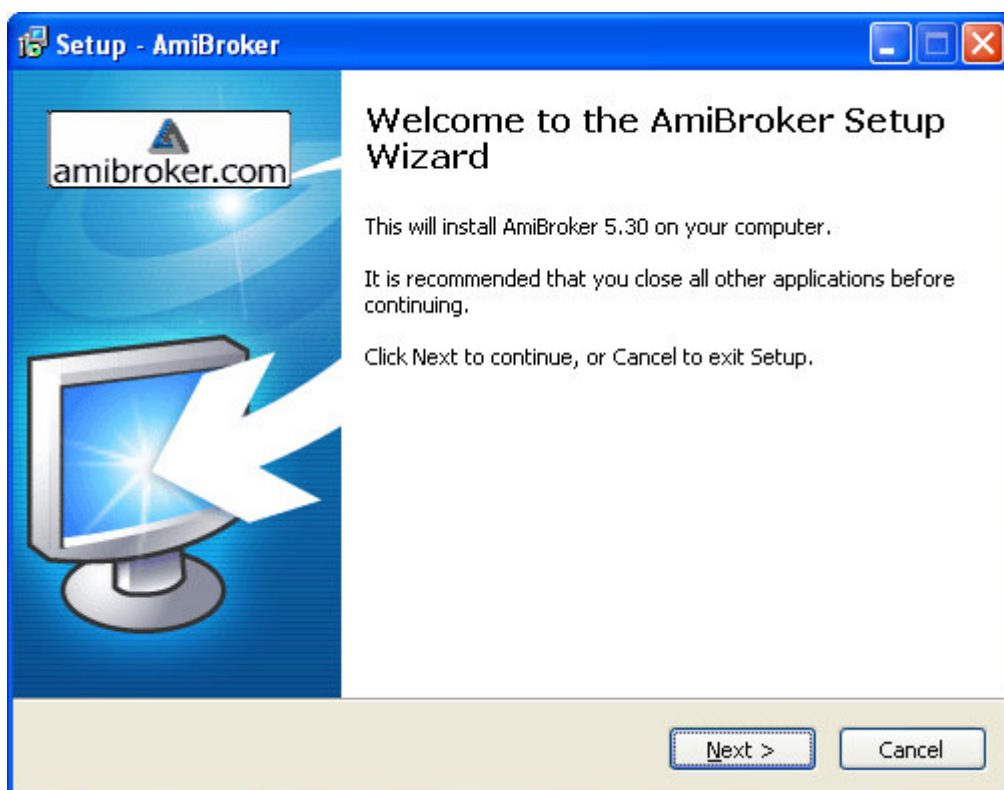 Setup - AmiBroker
amibroker.com
Welcome to the AmiBroker Setup
Wizard
This will install AmiBroker 5.30 on your computer.
It is recommended that you close all other applications before
continuing.
Click Next to continue, or Cancel to exit Setup.
Next >
Cancel